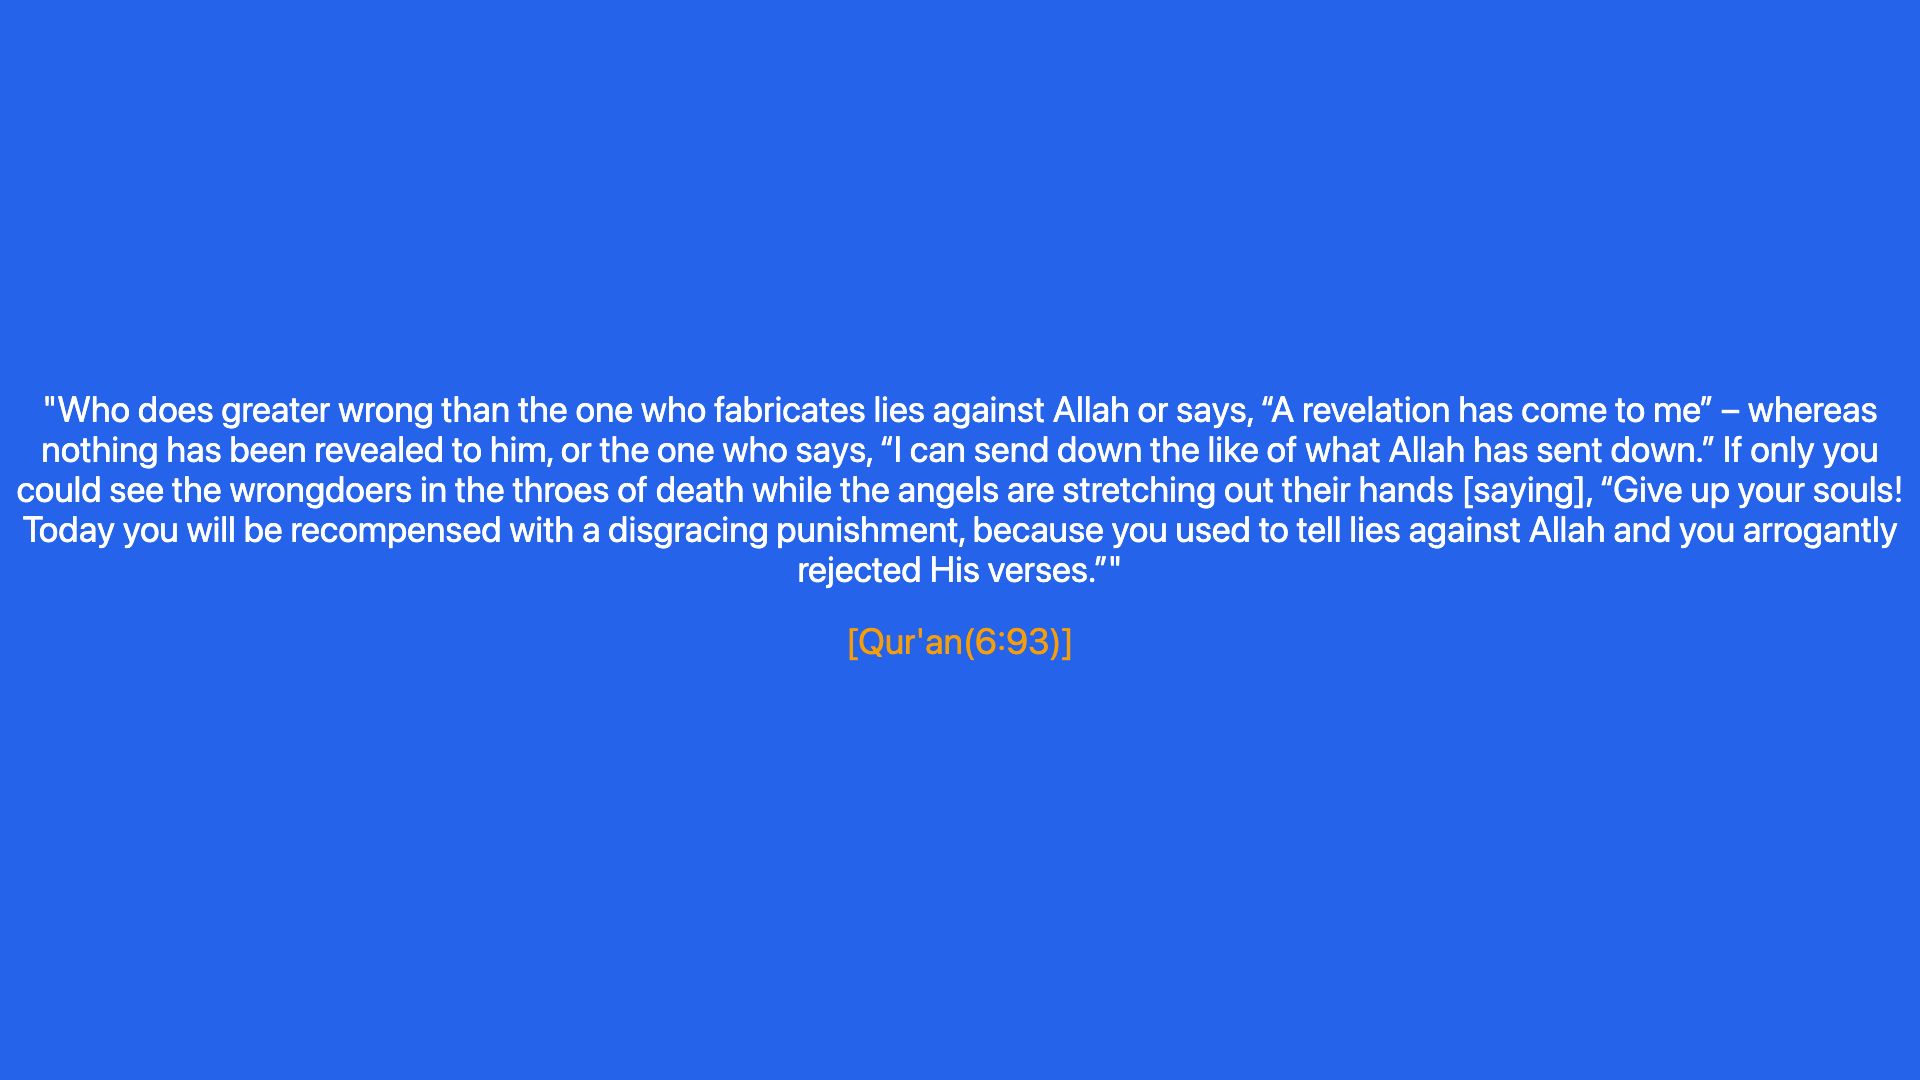 "Who does greater wrong than the one who fabricates lies against Allah or says, “A revelation has come to me” – whereas
nothing has been revealed to him, or the one who says, “I can send down the like of what Allah has sent down.” If only you
could see the wrongdoers in the throes of death while the angels are stretching out their hands [saying], “Give up your souls!
Today you will be recompensed with a disgracing punishment, because you used to tell lies against Allah and you arrogantly
rejected His verses.”"
[Qur'an(6:93)]